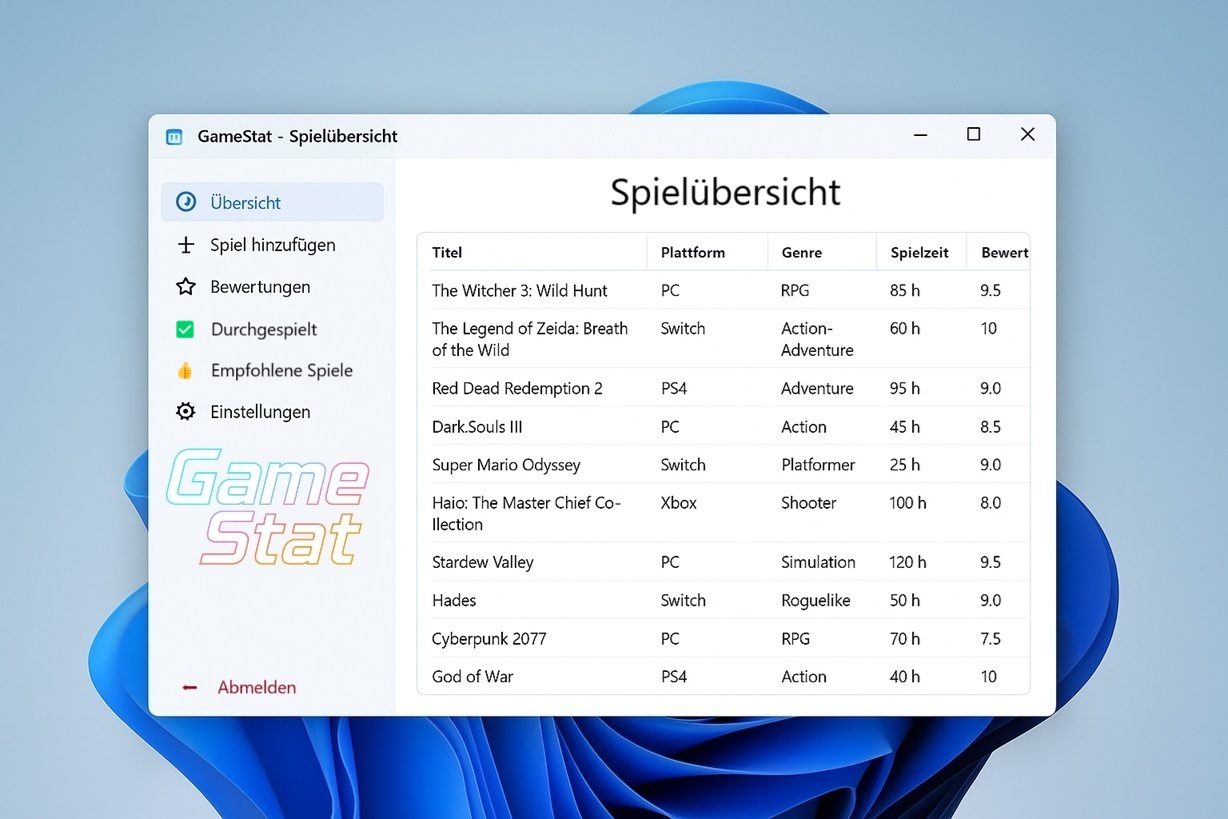 GameStat - Spielübersicht
Übersicht
Spiel hinzufügen
Bewertungen
Durchgespielt
Empfohlene Spiele
Einstellungen
Game
Stat
Abmelden
Spielübersicht
Titel Plattform Genre Spielzeit Bewert
The Witcher 3: Wild Hunt PC RPG 85 h 9.5
The Legend of Zeida: Breath Switch Action- 60 h 10
of the Wild Adventure
Red Dead Redemption 2 PS4 Adventure 95 h 9.0
Dark.Souls III PC Action 45 h 8.5
Super Mario Odyssey Switch Platformer 25 h 9.0
Haio: The Master Chief Co- Xbox Shooter 100 h 8.0
llection
Stardew Valley PC Simulation 120 h 9.5
Hades Switch Roguelike 50 h 9.0
Cyberpunk 2077 PC RPG 70 h 7.5
God of War PS4 Action 40 h 10